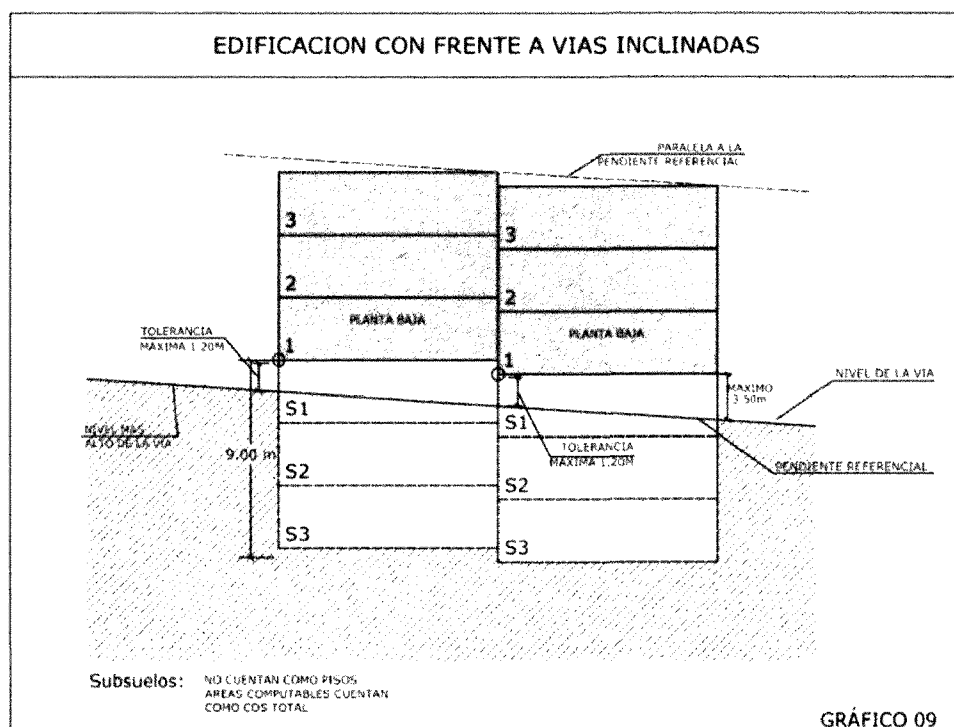 EDIFICACION CON FRENTE A VIAS INCLINADAS
PARALELA A LA
PENDIENTE REFERENCIAL
3
3
2
2
PLANTA BAJA
PLANTA BAJA
TOLERANCIA
MAXIMA 1.20M
1
1
NIVEL DE LA VIA
MAXIMO
3.50m
NIVEL MAS
ALTO DE LA VIA
S1
S1
9.00 m
TOLERANCIA
MAXIMA 1.20M
PENDIENTE REFERENCIAL
S2
S2
S3
S3
Subsuelos:
NO CUENTAN COMO PISOS
AREAS COMPUTABLES CUENTAN
COMO COS TOTAL
GRÁFICO 09